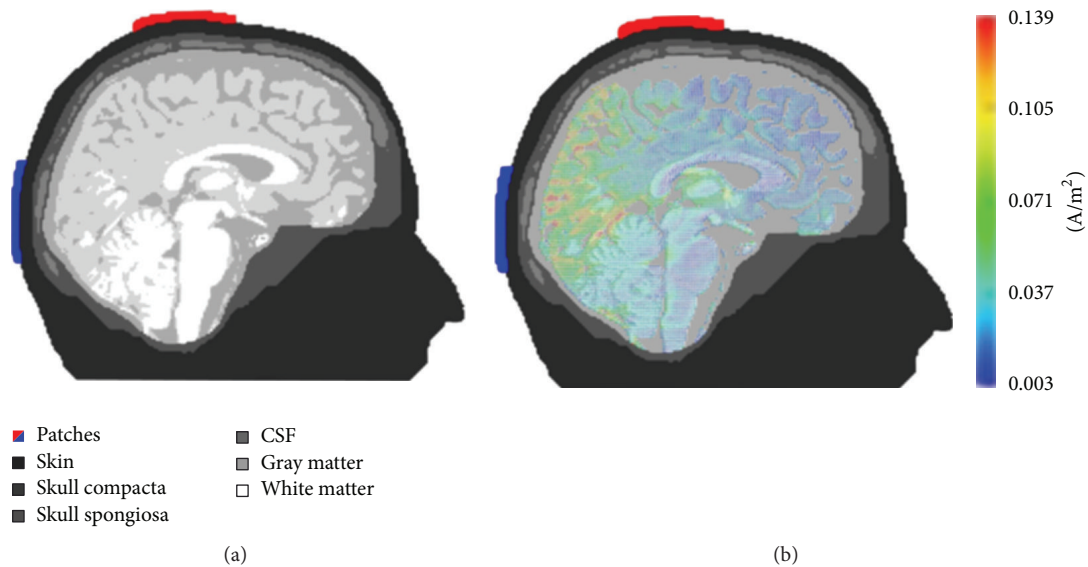 0.139
0.105
0.071
0.037
0.003
(A/m²)
Patches
Skin
Skull compacta
Skull spongiosa
CSF
Gray matter
White matter
(a)
(b)